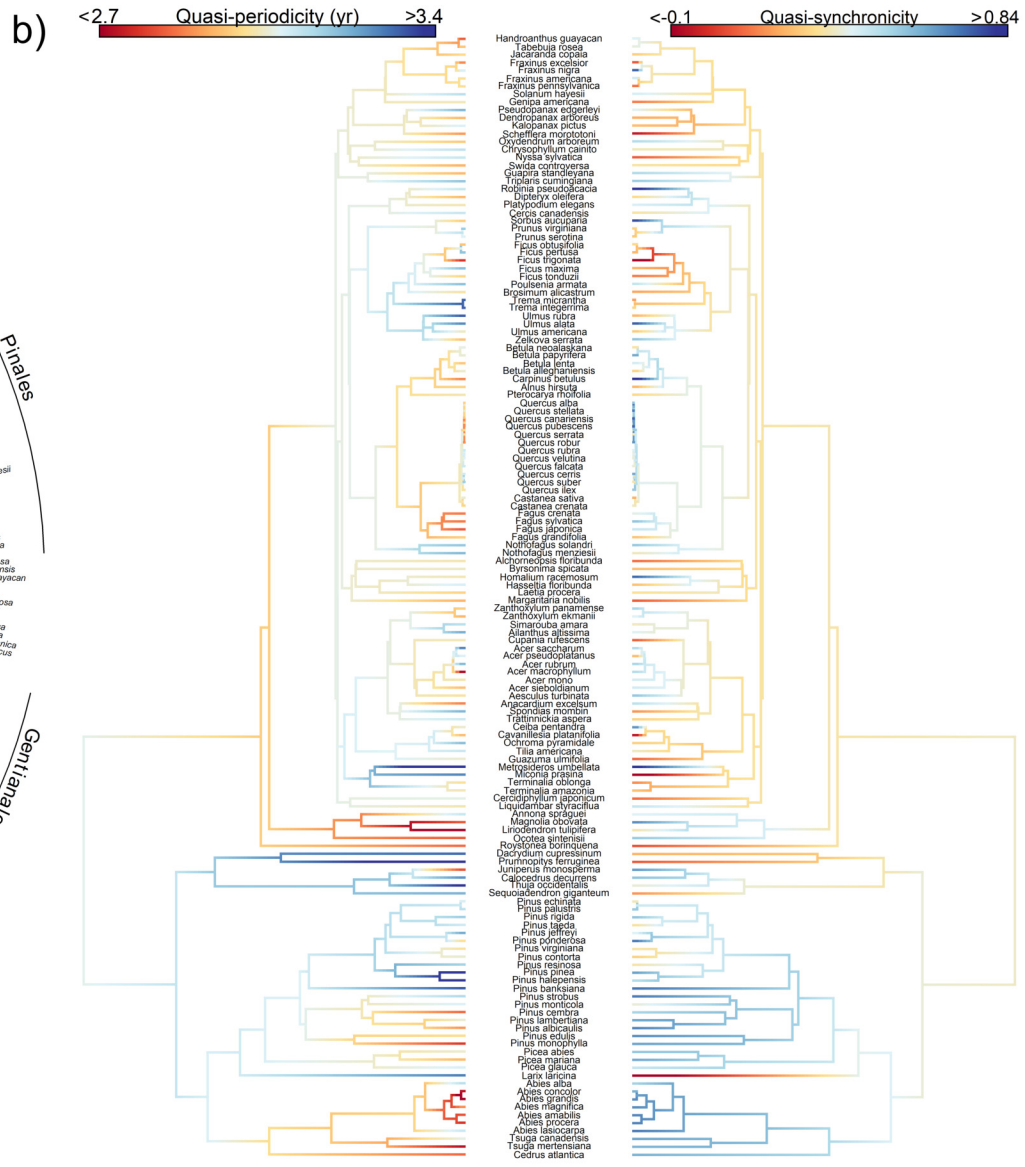 b)
<2.7 Quasi-periodicity (yr) >3.4
<-0.1 Quasi-synchronicity >0.84
Handroanthus guayacan
Tabebuja rosea
Jacaranda copaia
Fraxinus excelsior
Fraxinus nigra
Fraxinus americana
Fraxinus pennsylvanica
Solanum hayesii
Genipa americana
Pseudopanax edgerleyi
Dendropanax arboreus
Kalopanax pictus
Schefflera morototoni
Oxydendrum arboreum
Chrysophyllum cainito
Nyssa sylvatica
Swida controversa
Guapira standleyana
Triplaris cumingiana
Robinia pseudoacacia
Dipteryx oleifera
Platypodium elegans
Cercis canadensis
Sorbus aucuparia
Prunus virginiana
Prunus serotina
Ficus obtusifolia
Ficus pertusa
Ficus trigonata
Ficus maxima
Ficus tonduzii
Poulsenia armata
Brosimum alicastrum
Trema micrantha
Trema integerrima
Ulmus rubra
Ulmus alata
Ulmus americana
Zelkova serrata
Betula neoalaskana
Betula papyrifera
Betula lenta
Betula alleghaniensis
Carpinus betulus
Alnus hirsuta
Pterocarya rhoifolia
Quercus alba
Quercus stellata
Quercus canariensis
Quercus pubescens
Quercus serrata
Quercus robur
Quercus rubra
Quercus velutina
Quercus falcata
Quercus cerris
Quercus suber
Quercus ilex
Castanea sativa
Castanea crenata
Fagus crenata
Fagus sylvatica
Fagus japonica
Fagus grandifolia
Nothofagus solandri
Nothofagus menziesii
Alchorneopsis floribunda
Byrsonima spicata
Homalium racemosum
Hasseltia floribunda
Laetia procera
Margaritaria nobilis
Zanthoxylum panamense
Zanthoxylum ekmanii
Simarouba amara
Ailanthus altissima
Cupania rufescens
Acer saccharum
Acer pseudoplatanus
Acer rubrum
Acer macrophyllum
Acer mono
Acer sieboldianum
Aesculus turbinata
Anacardium excelsum
Spondias mombin
Trattinnickia aspera
Ceiba pentandra
Cavanillesia platanifolia
Ochroma pyramidale
Tilia americana
Guazuma ulmifolia
Metrosideros umbellata
Miconia prasina
Terminalia oblonga
Terminalia amazonia
Cercidiphyllum japonicum
Liquidambar styraciflua
Annona spraguei
Magnolia obovata
Liriodendron tulipifera
Ocotea sintenisii
Roystonea borinquena
Dacrydium cupressinum
Prumnopitys ferruginea
Juniperus monosperma
Calocedrus decurrens
Thuja occidentalis
Sequoiadendron giganteum
Pinus echinata
Pinus palustris
Pinus rigida
Pinus taeda
Pinus jeffreyi
Pinus ponderosa
Pinus virginiana
Pinus contorta
Pinus resinosa
Pinus pinea
Pinus halepensis
Pinus banksiana
Pinus strobus
Pinus monticola
Pinus cembra
Pinus lambertiana
Pinus albicaulis
Pinus edulis
Pinus monophylla
Picea abies
Picea mariana
Picea glauca
Larix laricina
Abies alba
Abies concolor
Abies grandis
Abies magnifica
Abies amabilis
Abies procera
Abies lasiocarpa
Tsuga canadensis
Tsuga mertensiana
Cedrus atlantica
Pinales
esii
a
sa
ensis
ayacan
osa
va
a
nica
cus
Gentianale